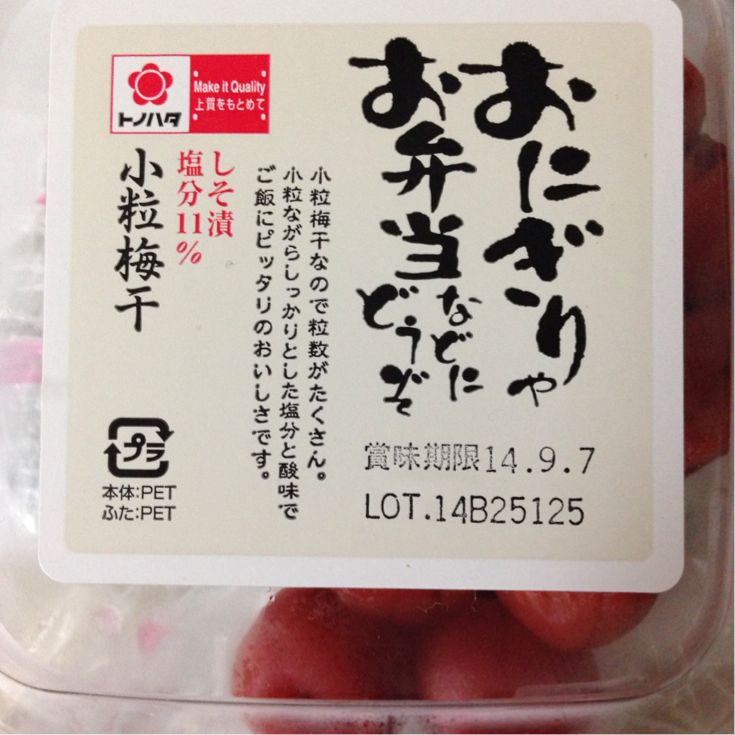 おにぎりや
お弁当などに
どうぞ
Make it Quality
上質をもとめて
トノハタ
小粒梅干なので粒数がたくさん。
小粒ながらしっかりとした塩分と酸味で
ご飯にピッタリのおいしさです。
しそ漬
塩分11%
小粒梅干
賞味期限14.9.7
LOT.14B25125
プラ
本体:PET
ふた:PET